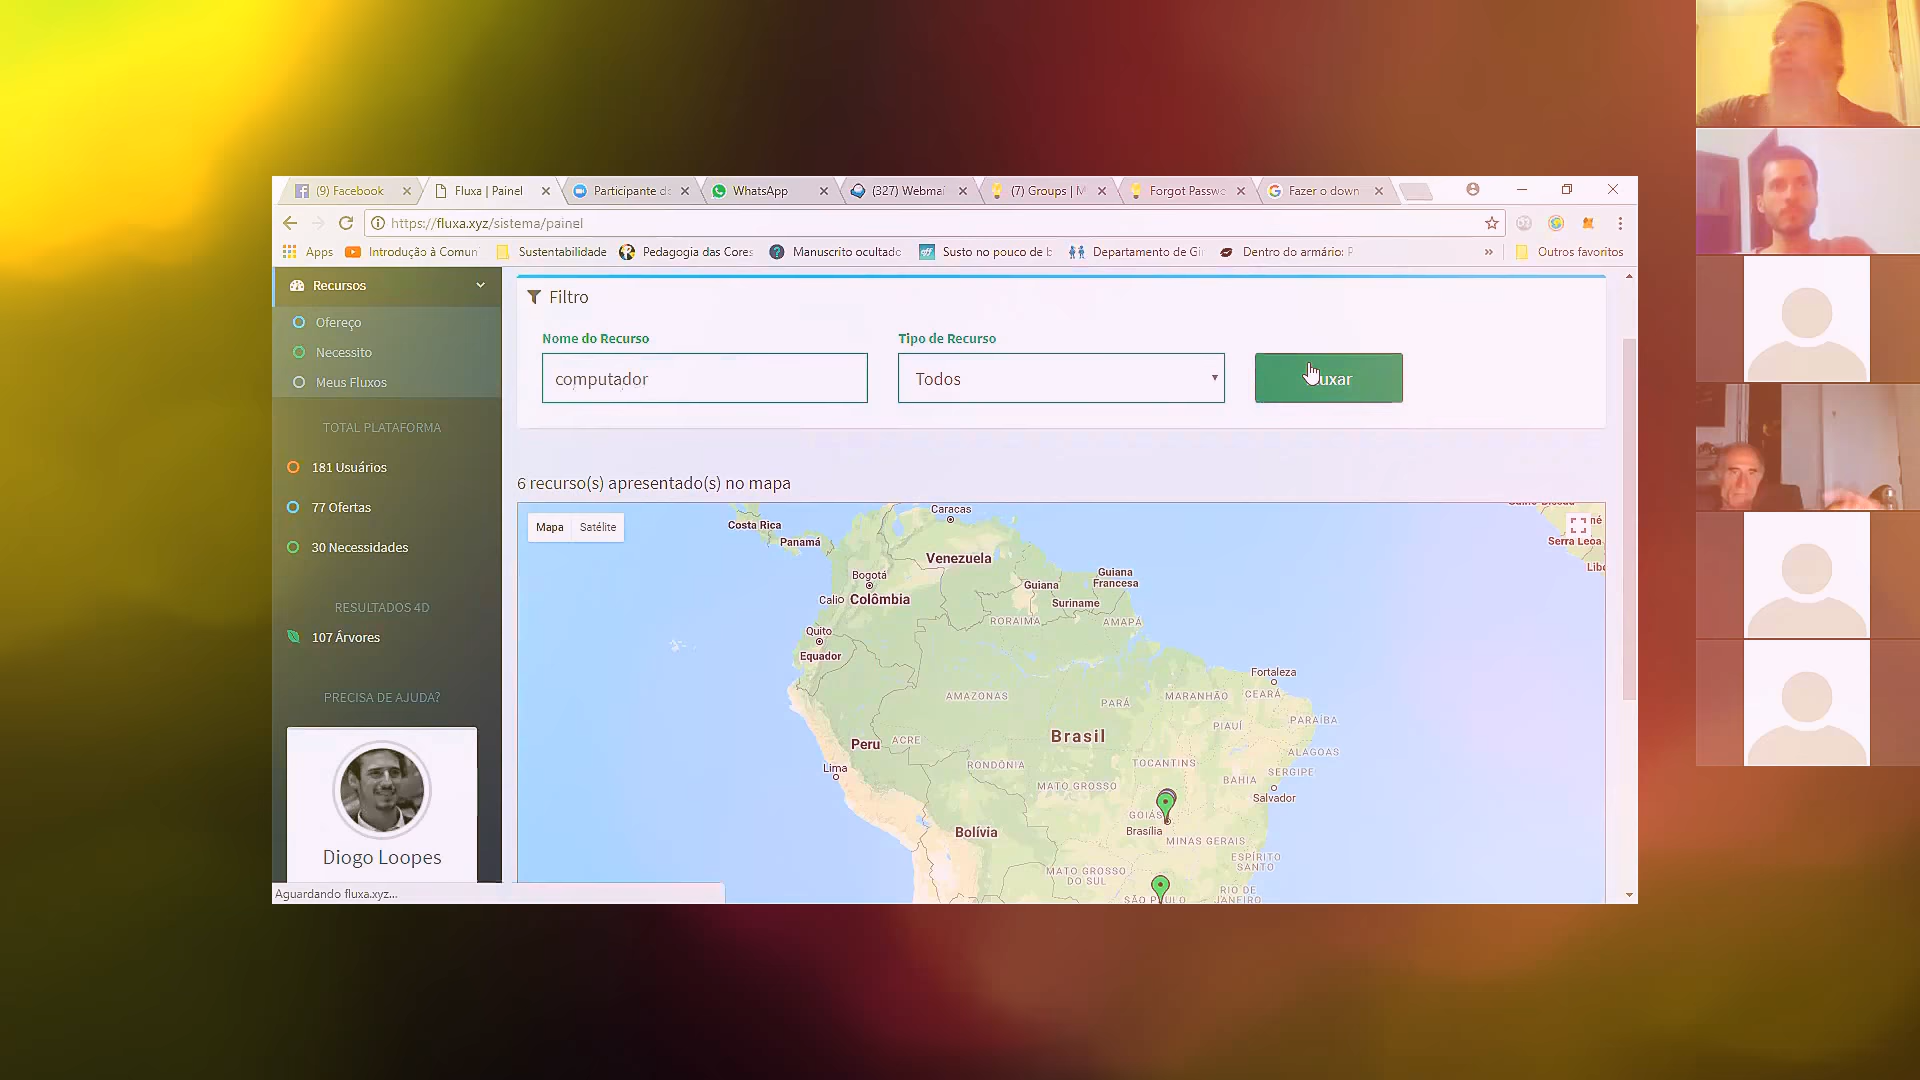 (9) Facebook
Fluxa | Painel
Participante de
WhatsApp
(327) Webmai
(7) Groups | M
Forgot Passwo
Fazer o down
https://fluxa.xyz/sistema/painel
Apps
Introdução à Comun
Sustentabilidade
Pedagogia das Cores
Manuscrito ocultado
Susto no pouco de b
Departamento de Gi
Dentro do armário: P
»
Outros favoritos
Recursos
Ofereço
Necessito
Meus Fluxos
TOTAL PLATAFORMA
181 Usuários
77 Ofertas
30 Necessidades
RESULTADOS 4D
107 Árvores
PRECISA DE AJUDA?
Diogo Loopes
Aguardando fluxa.xyz...
Filtro
Nome do Recurso
computador
Tipo de Recurso
Todos
uxar
6 recurso(s) apresentado(s) no mapa
Mapa
Satélite
Costa Rica
Panamá
Caracas
Venezuela
Bogotá
Cali
Colômbia
Guiana
Guiana
Francesa
Suriname
RORAIMA
AMAPÁ
Quito
Equador
Serra Leoa
Fortaleza
AMAZONAS
PARÁ
MARANHÃO
CEARÁ
PARAÍBA
PIAUÍ
Peru
ACRE
Brasil
ALAGOAS
Lima
RONDÔNIA
TOCANTINS
SERGIPE
BAHIA
MATO GROSSO
Salvador
GOIÁS
Brasília
Bolívia
MINAS GERAIS
ESPÍRITO
SANTO
MATO GROSSO
DO SUL
RIO DE
JANEIRO
SÃO PAULO